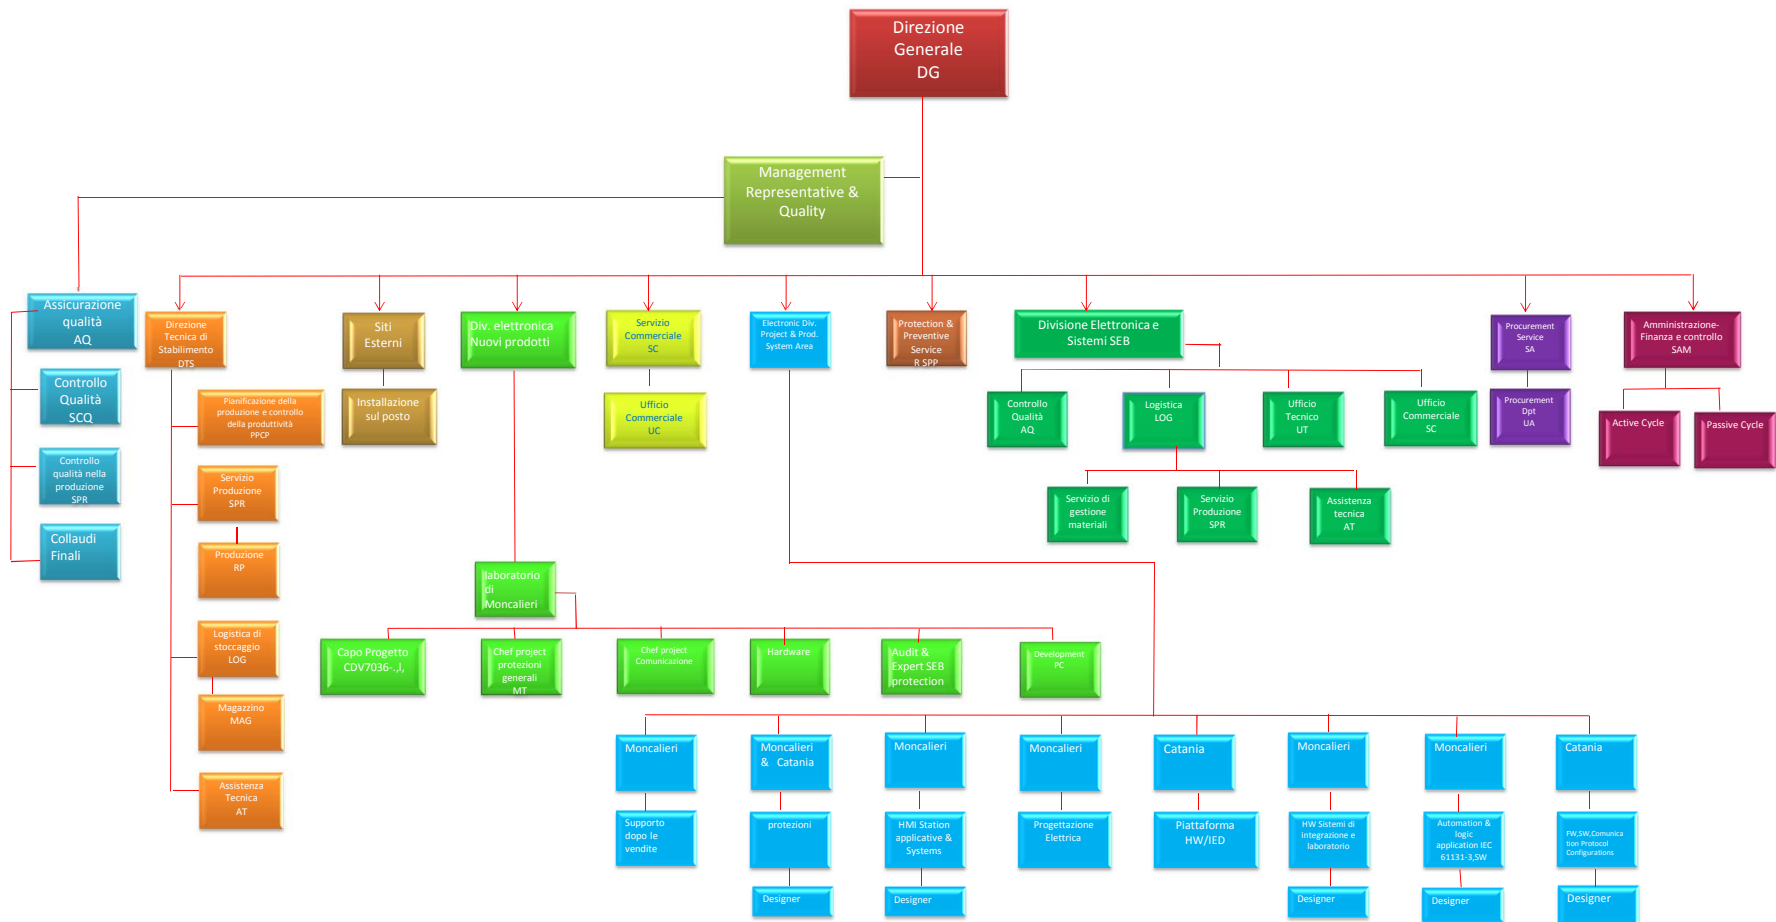 Direzione
Generale
DG
Management
Representative &
Quality
Assicurazione
qualità
AQ
Direzione
Tecnica di
Stabilimento
DTS
Siti
Esterni
Div. elettronica
Nuovi prodotti
Servizio
Commerciale
SC
Electronic Div.
Project & Prod.
System Area
Protection &
Preventive
Service
R SPP
Divisione Elettronica e
Sistemi SEB
Procurement
Service
SA
Amministrazione-
Finanza e controllo
SAM
Controllo
Qualità
SCQ
Pianificazione della
produzione e controllo
della produttività
PPCP
Installazione
sul posto
Ufficio
Commerciale
UC
Controllo
Qualità
AQ
Logistica
LOG
Ufficio
Tecnico
UT
Ufficio
Commerciale
SC
Procurement
Dpt
UA
Active Cycle
Passive Cycle
Controllo
qualità nella
produzione
SPR
Servizio
Produzione
SPR
Servizio di
gestione
materiali
Servizio
Produzione
SPR
Assistenza
tecnica
AT
Collaudi
Finali
Produzione
RP
laboratorio
di
Moncalieri
Logistica di
stoccaggio
LOG
Capo Progetto
CDV7036-.,l,
Chef project
protezioni
generali
MT
Chef project
Comunicazione
Hardware
Audit &
Expert SEB
protection
Development
PC
Magazzino
MAG
Assistenza
Tecnica
AT
Moncalieri
Moncalieri
& Catania
Moncalieri
Moncalieri
Catania
Moncalieri
Moncalieri
Catania
Supporto
dopo le
vendite
protezioni
HMI Station
applicative &
Systems
Progettazione
Elettrica
Piattaforma
HW/IED
HW Sistemi di
integrazione e
laboratorio
Automation &
logic
application IEC
61131-3,SW
FW,SW,Comunica
tion Protocol
Configurations
Designer
Designer
Designer
Designer
Designer